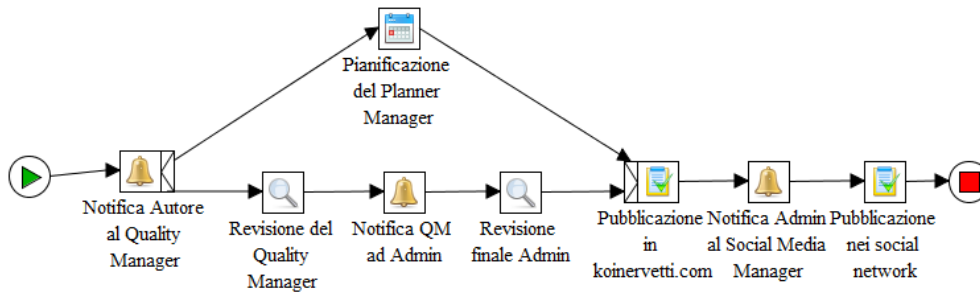 Pianificazione
del Planner
Manager
Notifica Autore
al Quality
Manager
Revisione del
Quality
Manager
Notifica QM
ad Admin
Revisione
finale Admin
Pubblicazione
in
koinervetti.com
Notifica Admin
al Social Media
Manager
Pubblicazione
nei social
network